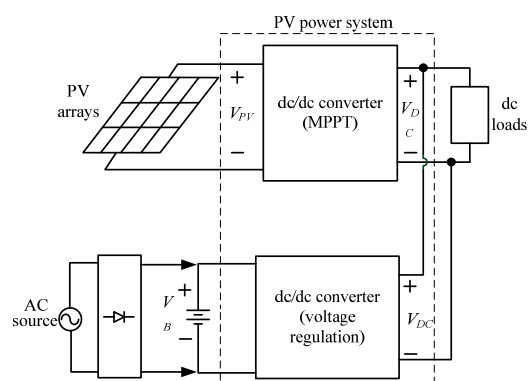 PV power system
PV
arrays
+
V_PV
−
dc/dc converter
(MPPT)
+
V_D
C
−
dc
loads
AC
source
V
+
B
−
dc/dc converter
(voltage
regulation)
+
V_DC
−